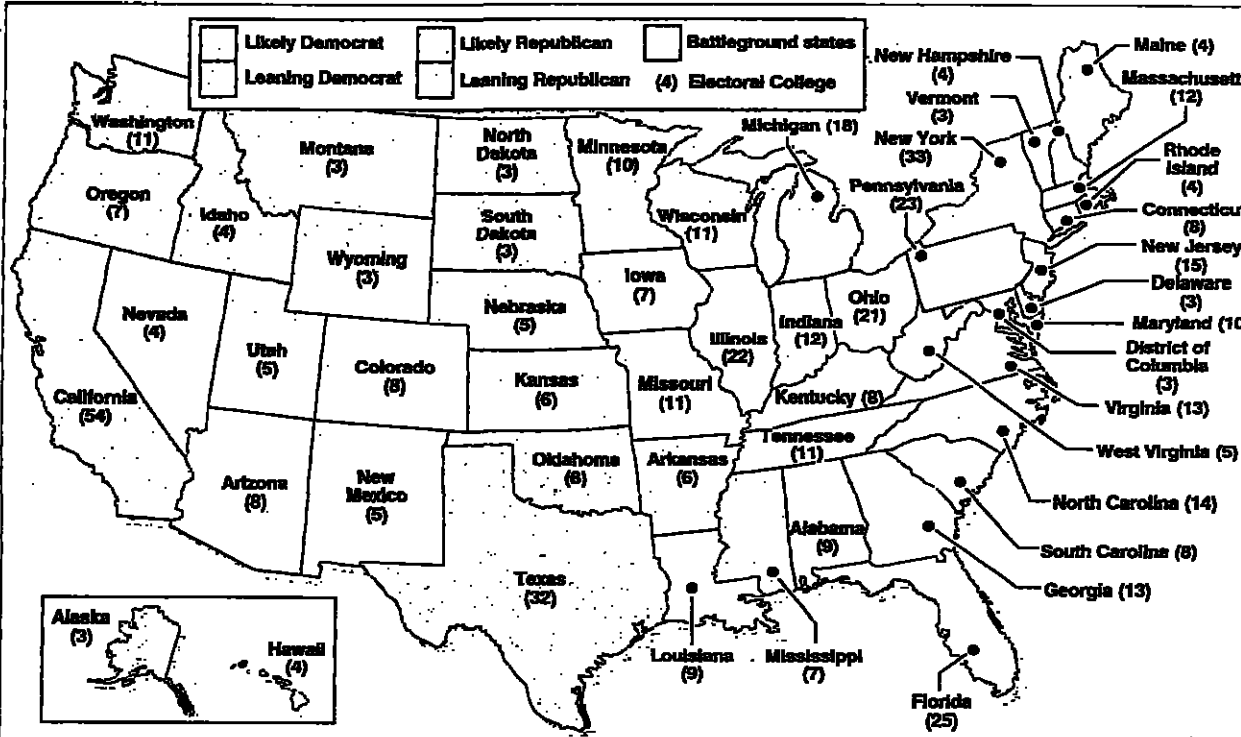 Likely Democrat
Likely Republican
Battleground states
Leaning Democrat
Leaning Republican
(4) Electoral College
Maine (4)
New Hampshire
(4)
Massachusett
(12)
Vermont
(3)
Michigan (18)
New York
(33)
Rhode
Island
(4)
Pennsylvania
(23)
Connecticut
(8)
New Jersey
(15)
Delaware
(3)
Maryland (10
District of
Columbia
(3)
Virginia (13)
West Virginia (5)
North Carolina (14)
South Carolina (8)
Georgia (13)
Florida
(25)
Mississippi
(7)
Louisiana
(9)
Washington
(11)
Oregon
(7)
Idaho
(4)
Montana
(3)
North
Dakota
(3)
Minnesota
(10)
Wisconsin
(11)
South
Dakota
(3)
Wyoming
(3)
Iowa
(7)
Nebraska
(5)
Nevada
(4)
Utah
(5)
Colorado
(8)
Kansas
(6)
Missouri
(11)
Illinois
(22)
Indiana
(12)
Ohio
(21)
Kentucky (8)
California
(54)
Arizona
(8)
New
Mexico
(5)
Oklahoma
(8)
Arkansas
(6)
Tennessee
(11)
Alabama
(9)
Texas
(32)
Alaska
(3)
Hawaii
(4)